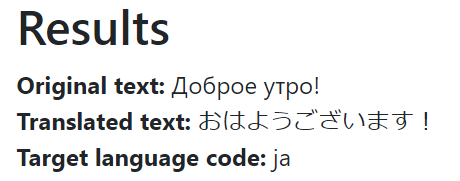 Results
Original text: Доброе утро!
Translated text: おはようございます！
Target language code: ja